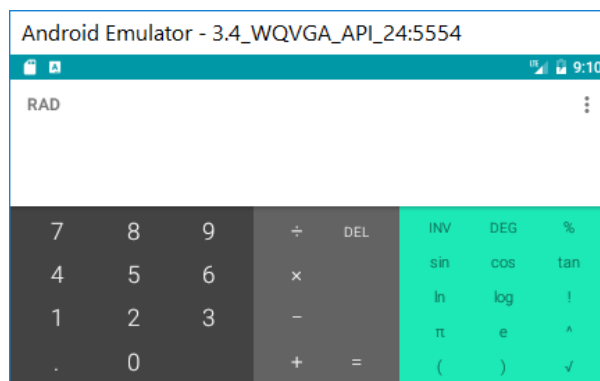 Android Emulator - 3.4_WQVGA_API_24:5554
A LTE 9:10
RAD
7 8 9 ÷ DEL INV DEG %
4 5 6 × sin cos tan
1 2 3 − ln log !
. 0 + = π e ^
( ) √